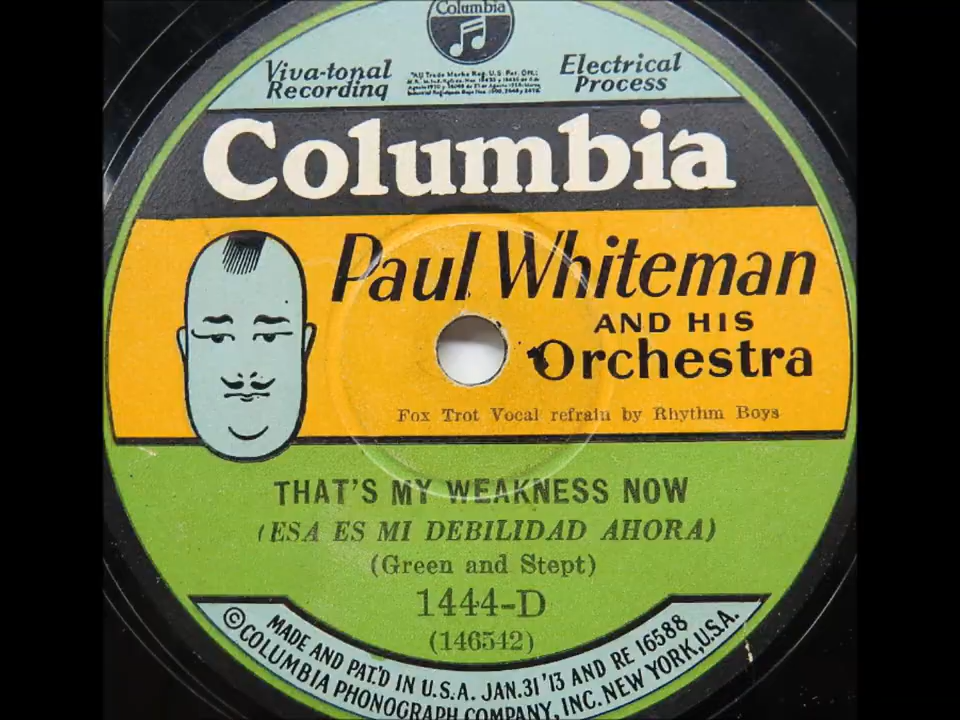 Columbia
Viva-tonal
Recording
Electrical
Process
Columbia
Paul Whiteman
AND HIS
Orchestra
Fox Trot Vocal refrain by Rhythm Boys
THAT'S MY WEAKNESS NOW
(ESA ES MI DEBILIDAD AHORA)
(Green and Stept)
1444-D
(146542)
MADE AND PAT.D IN U.S.A. JAN.31 '13 AND RE 16588
©COLUMBIA PHONOGRAPH COMPANY, INC. NEW YORK, U.S.A.